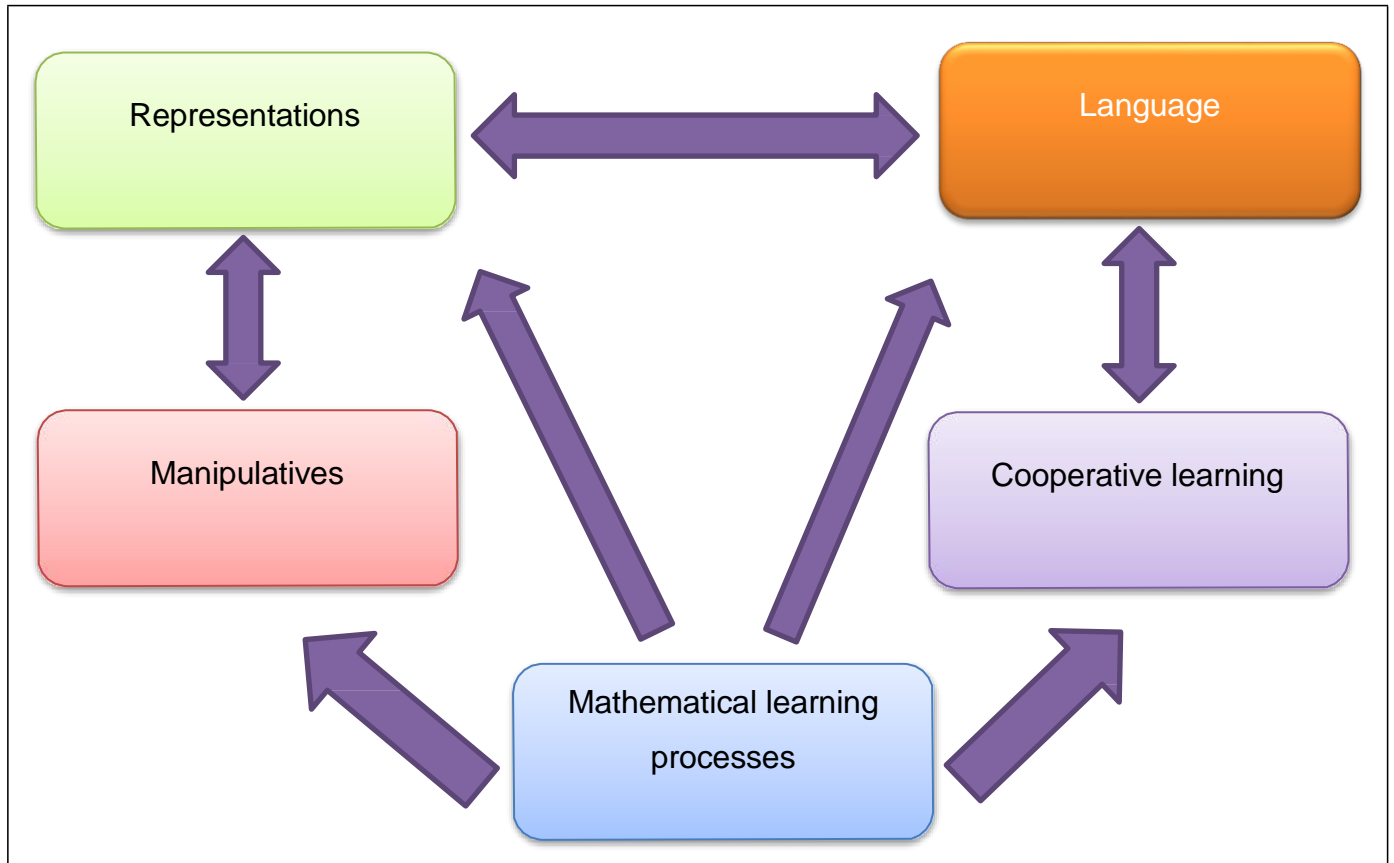 Representations
Language
Manipulatives
Cooperative learning
Mathematical learning
processes